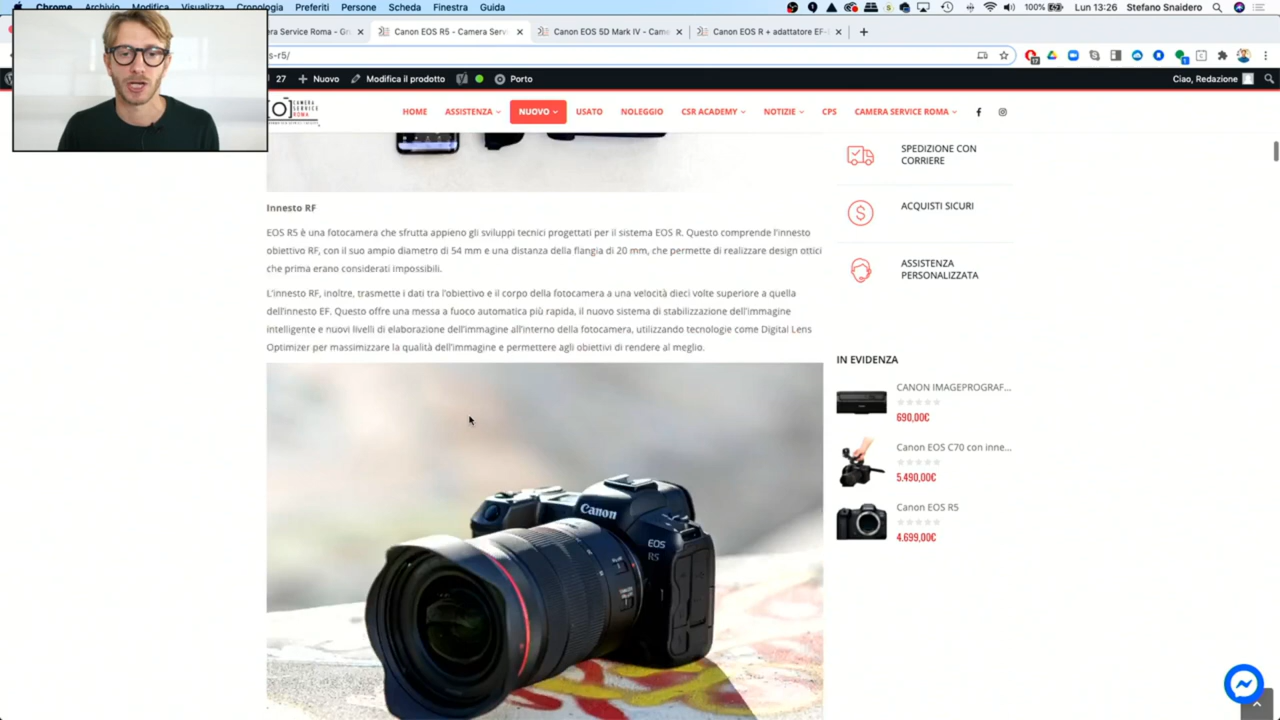 Chrome Archivio Modifica Visualizza Cronologia Preferiti Persone Scheda Finestra Guida
100% Lun 13:26 Stefano Snaidero
Service Roma - Gr
Canon EOS R5 - Camera Serv
Canon EOS 5D Mark IV - Cam
Canon EOS R + adattatore EF-E
s-r5/
27 Nuovo Modifica il prodotto Porto
Ciao, Redazione
CAMERA
SERVICE
ROMA
HOME ASSISTENZA NUOVO USATO NOLEGGIO CSR ACADEMY NOTIZIE CPS CAMERA SERVICE ROMA
SPEDIZIONE CON
CORRIERE
ACQUISTI SICURI
ASSISTENZA
PERSONALIZZATA
Innesto RF
EOS R5 è una fotocamera che sfrutta appieno gli sviluppi tecnici progettati per il sistema EOS R. Questo comprende l'innesto
obiettivo RF, con il suo ampio diametro di 54 mm e una distanza della flangia di 20 mm, che permette di realizzare design ottici
che prima erano considerati impossibili.
L'innesto RF, inoltre, trasmette i dati tra l'obiettivo e il corpo della fotocamera a una velocità dieci volte superiore a quella
dell'innesto EF. Questo offre una messa a fuoco automatica più rapida, il nuovo sistema di stabilizzazione dell'immagine
intelligente e nuovi livelli di elaborazione dell'immagine all'interno della fotocamera, utilizzando tecnologie come Digital Lens
Optimizer per massimizzare la qualità dell'immagine e permettere agli obiettivi di rendere al meglio.
Canon
EOS
R5
IN EVIDENZA
CANON IMAGEPROGRAF...
690,00€
Canon EOS C70 con inne...
5.490,00€
Canon EOS R5
4.699,00€